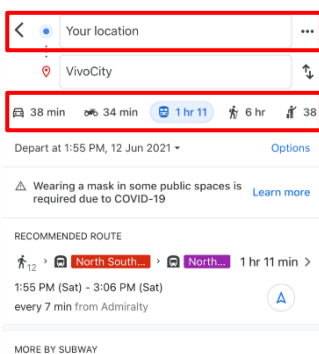 Your location
VivoCity
38 min 34 min 1 hr 11 6 hr 38
Depart at 1:55 PM, 12 Jun 2021 Options
Wearing a mask in some public spaces is
required due to COVID-19 Learn more
RECOMMENDED ROUTE
12 North South... North... 1 hr 11 min
1:55 PM (Sat) - 3:06 PM (Sat)
every 7 min from Admiralty
MORE BY SUBWAY